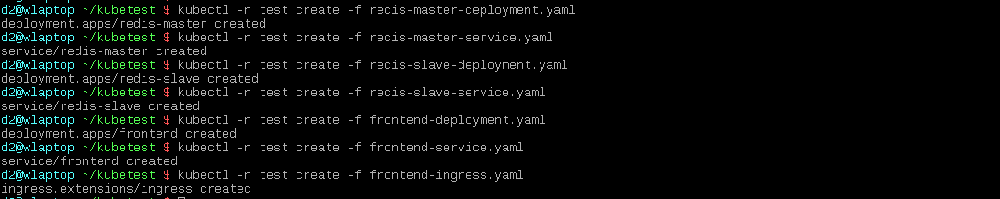 d2@wlaptop ~/kubetest $ kubectl -n test create -f redis-master-deployment.yaml
deployment.apps/redis-master created
d2@wlaptop ~/kubetest $ kubectl -n test create -f redis-master-service.yaml
service/redis-master created
d2@wlaptop ~/kubetest $ kubectl -n test create -f redis-slave-deployment.yaml
deployment.apps/redis-slave created
d2@wlaptop ~/kubetest $ kubectl -n test create -f redis-slave-service.yaml
service/redis-slave created
d2@wlaptop ~/kubetest $ kubectl -n test create -f frontend-deployment.yaml
deployment.apps/frontend created
d2@wlaptop ~/kubetest $ kubectl -n test create -f frontend-service.yaml
service/frontend created
d2@wlaptop ~/kubetest $ kubectl -n test create -f frontend-ingress.yaml
ingress.extensions/ingress created
d2@wlaptop ~/kubetest $